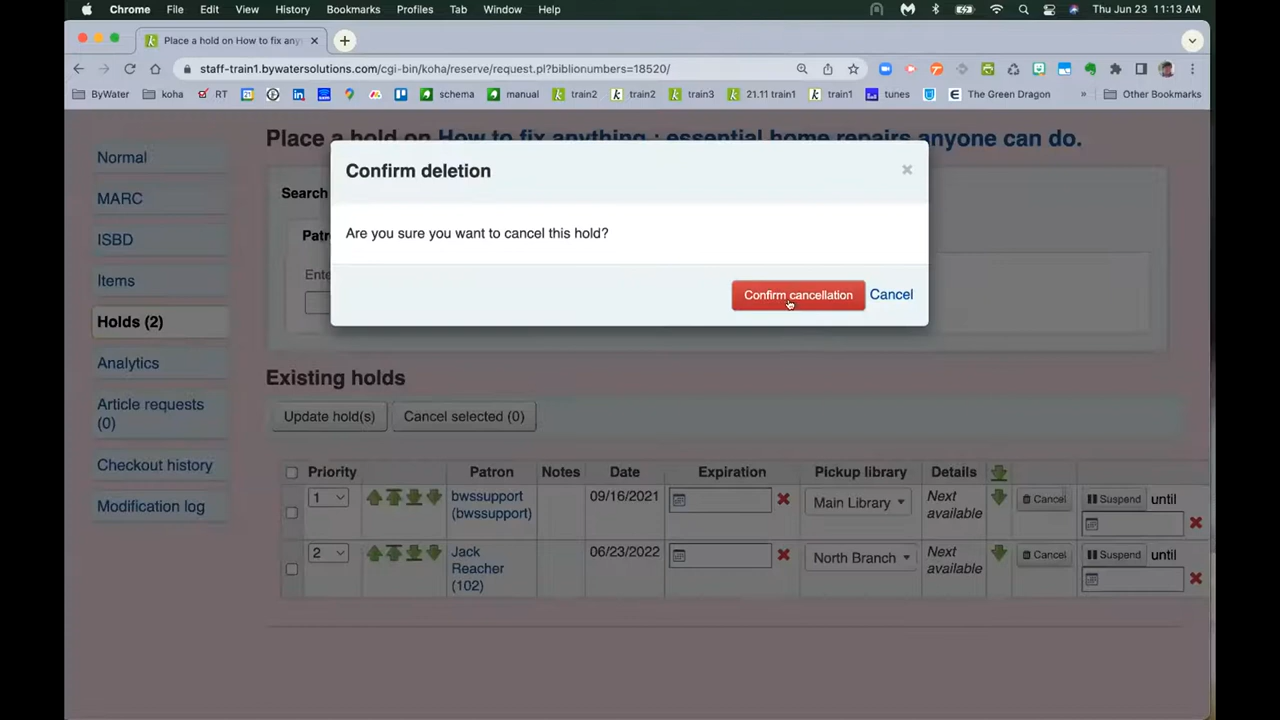 Chrome File Edit View History Bookmarks Profiles Tab Window Help Thu Jun 23 11:13 AM
Place a hold on How to fix any
staff-train1.bywatersolutions.com/cgi-bin/koha/reserve/request.pl?biblionumbers=18520/
ByWater koha RT schema manual train2 train2 train3 21.11 train1 train1 tunes The Green Dragon » Other Bookmarks
Place a hold on How to fix anything : essential home repairs anyone can do.
Normal
MARC
ISBD
Items
Holds (2)
Analytics
Article requests
(0)
Checkout history
Modification log
Search
Patr
Ente
Confirm deletion
Are you sure you want to cancel this hold?
Confirm cancellation Cancel
Existing holds
Update hold(s) Cancel selected (0)
Priority Patron Notes Date Expiration Pickup library Details
1 bwssupport (bwssupport) 09/16/2021 Main Library Next available Cancel Suspend until
2 Jack Reacher (102) 06/23/2022 North Branch Next available Cancel Suspend until